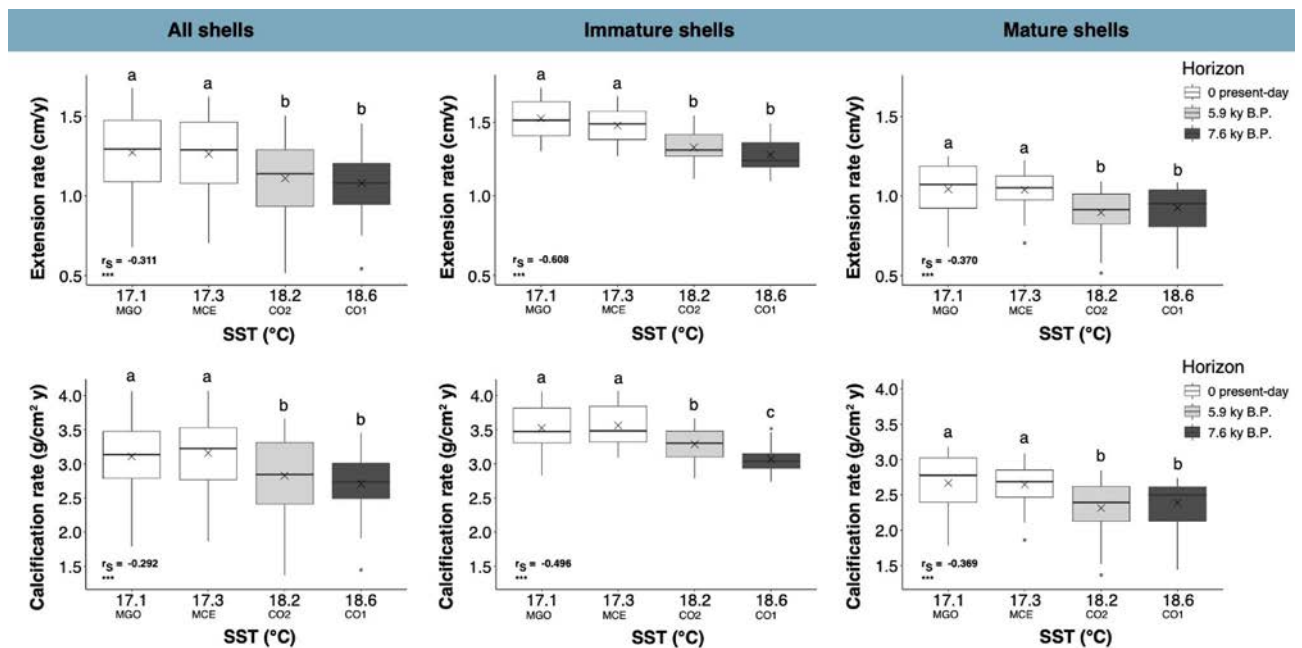 All shells Immature shells Mature shells
Extension rate (cm/y)
1.5
1.0
0.5
a a b b
r_S = -0.311
***
17.1 17.3 18.2 18.6
MGO MCE CO2 CO1
SST (°C)
Extension rate (cm/y)
1.5
1.0
0.5
a a b b
r_S = -0.608
***
17.1 17.3 18.2 18.6
MGO MCE CO2 CO1
SST (°C)
Extension rate (cm/y)
1.5
1.0
0.5
a a b b
r_S = -0.370
***
17.1 17.3 18.2 18.6
MGO MCE CO2 CO1
SST (°C)
Horizon
0 present-day
5.9 ky B.P.
7.6 ky B.P.
Calcification rate (g/cm² y)
4.0
3.5
3.0
2.5
2.0
1.5
a a b b
r_S = -0.292
***
17.1 17.3 18.2 18.6
MGO MCE CO2 CO1
SST (°C)
Calcification rate (g/cm² y)
4.0
3.5
3.0
2.5
2.0
1.5
a a b c
r_S = -0.496
***
17.1 17.3 18.2 18.6
MGO MCE CO2 CO1
SST (°C)
Calcification rate (g/cm² y)
4.0
3.5
3.0
2.5
2.0
1.5
a a b b
r_S = -0.369
***
17.1 17.3 18.2 18.6
MGO MCE CO2 CO1
SST (°C)
Horizon
0 present-day
5.9 ky B.P.
7.6 ky B.P.